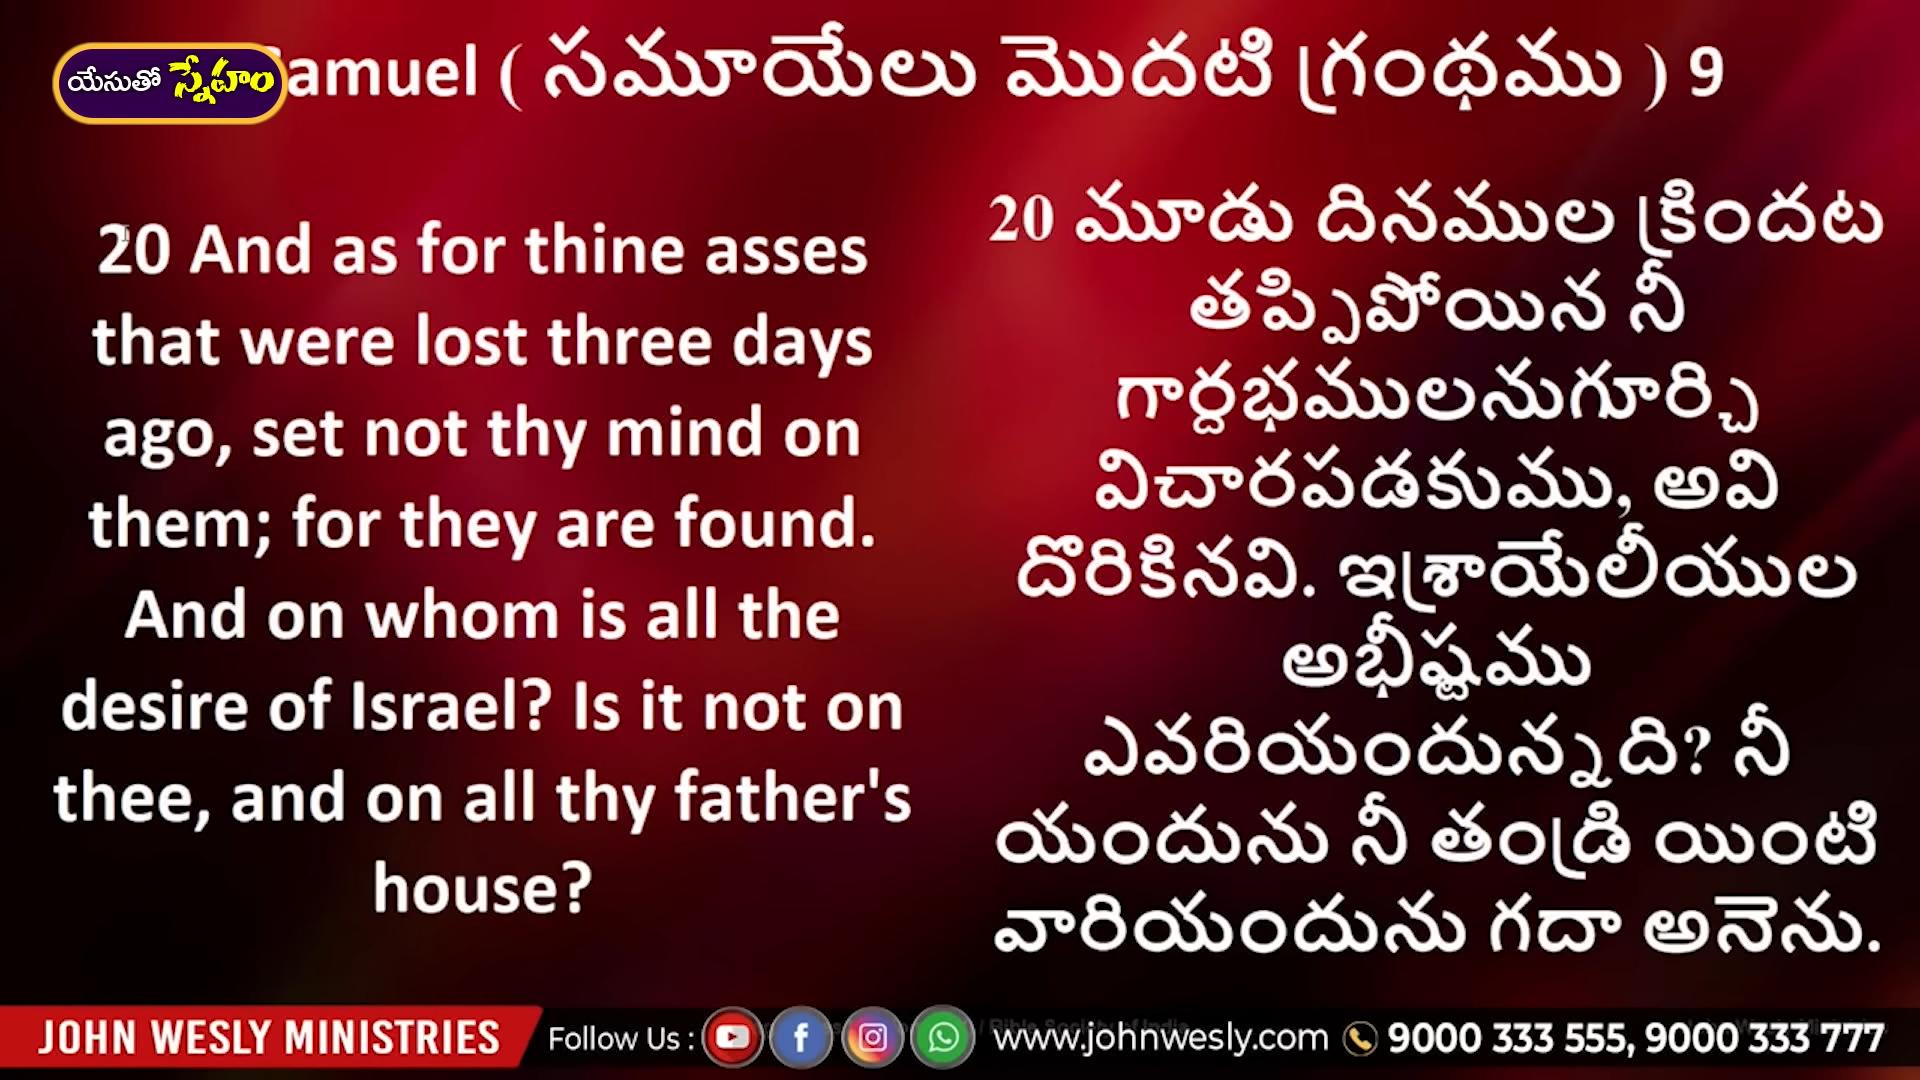 యేసుతో స్నేహం
amuel ( సమూయేలు మొదటి గ్రంథము ) 9
20 And as for thine asses
that were lost three days
ago, set not thy mind on
them; for they are found.
And on whom is all the
desire of Israel? Is it not on
thee, and on all thy father's
house?
20 మూడు దినముల క్రిందట
తప్పిపోయిన నీ
గార్దభములనుగూర్చి
విచారపడకుము, అవి
దొరికినవి. ఇశ్రాయేలీయుల
అభీష్టము
ఎవరియందున్నది? నీ
యందును నీ తండ్రి యింటి
వారియందును గదా అనెను.
JOHN WESLY MINISTRIES
Follow Us :
www.johnwesly.com
9000 333 555, 9000 333 777